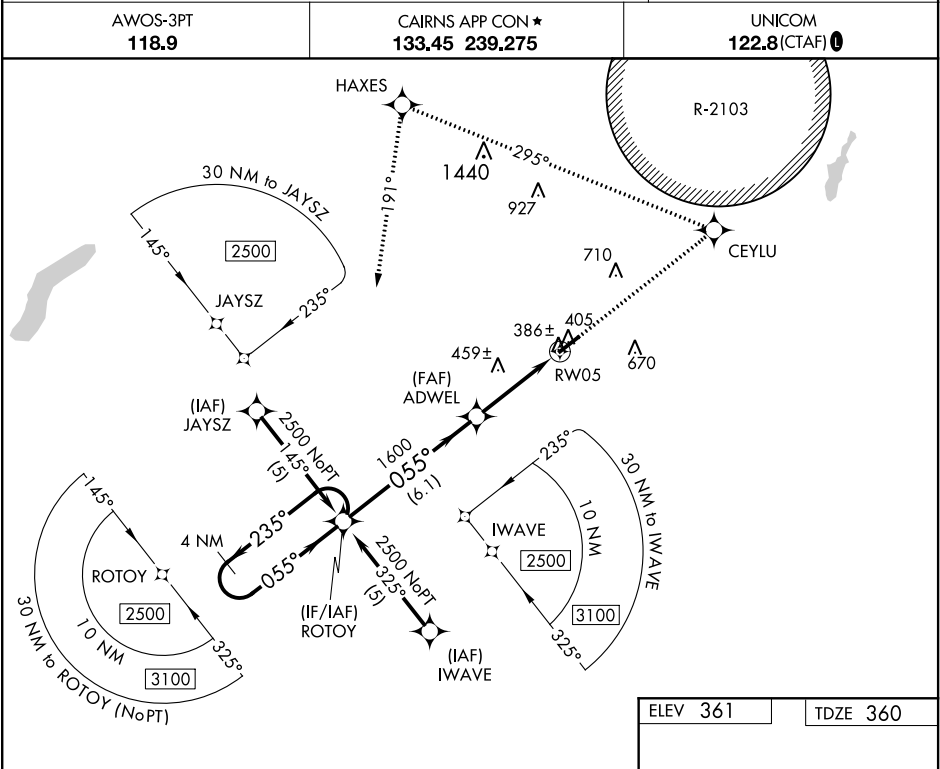 AWOS-3PT
118.9
CAIRNS APP CON ★
133.45 239.275
UNICOM
122.8(CTAF) L
HAXES
R-2103
295°
1440
191°
927
30 NM to JAYSZ
2500
145°
CEYLU
710
JAYSZ
235°
386± 405
459±
670
RW05
(FAF)
ADWEL
(IAF)
JAYSZ
2500 NoPT
145°
(5)
1600
055°
(6.1)
235°
30 NM to IWAVE
10 NM
IWAVE
2500
3100
325°
145°
4 NM
235°
055°
2500 NoPT
325°
(5)
ROTOY
2500
10 NM
325°
3100
30 NM to ROTOY (NoPT)
(IF/IAF)
ROTOY
(IAF)
IWAVE
ELEV 361
TDZE 360